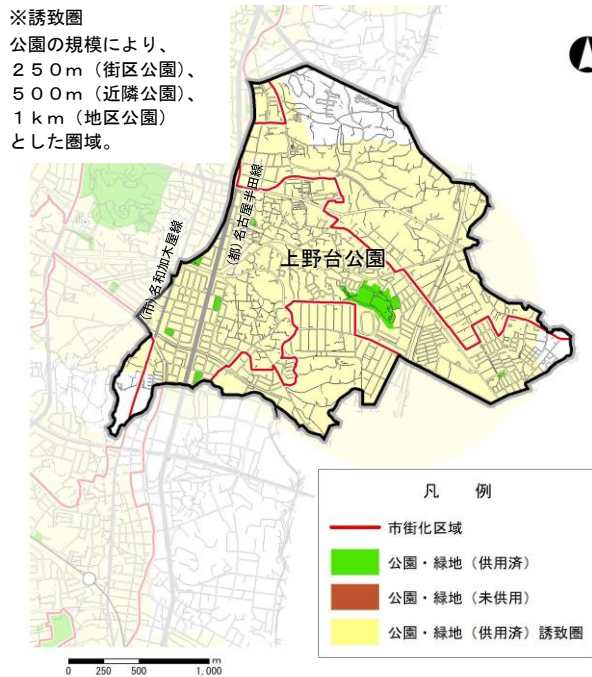 ※誘致圏
公園の規模により、
２５０ｍ（街区公園）、
５００ｍ（近隣公園）、
１ｋｍ（地区公園）
とした圏域。
(市)名和加木屋線
(都)名古屋半田線
上野台公園
凡　例
市街化区域
公園・緑地（供用済）
公園・緑地（未供用）
公園・緑地（供用済）誘致圏
m
0 250 500 1,000